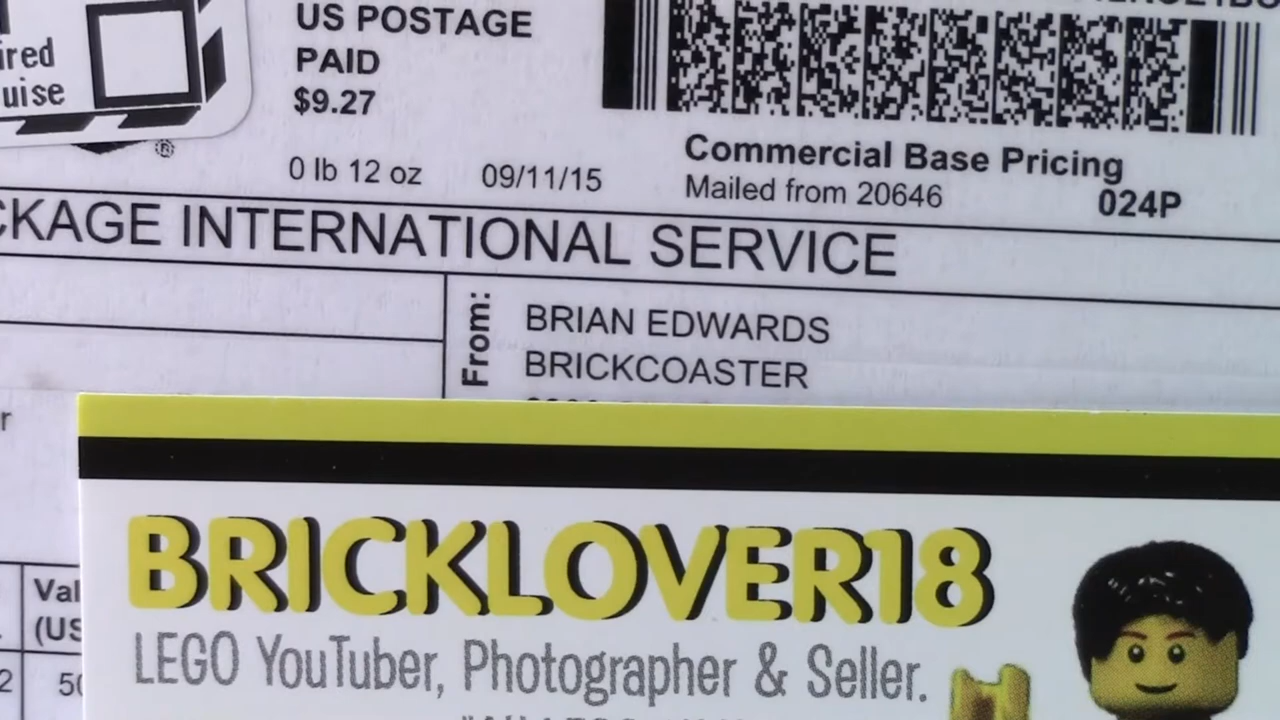 US POSTAGE
PAID
$9.27
ired
uise
®
0 lb 12 oz 09/11/15
Commercial Base Pricing
Mailed from 20646 024P
CKAGE INTERNATIONAL SERVICE
From:
BRIAN EDWARDS
BRICKCOASTER
r
Val
(US
2 50
BRICKLOVER18
LEGO YouTuber, Photographer & Seller.